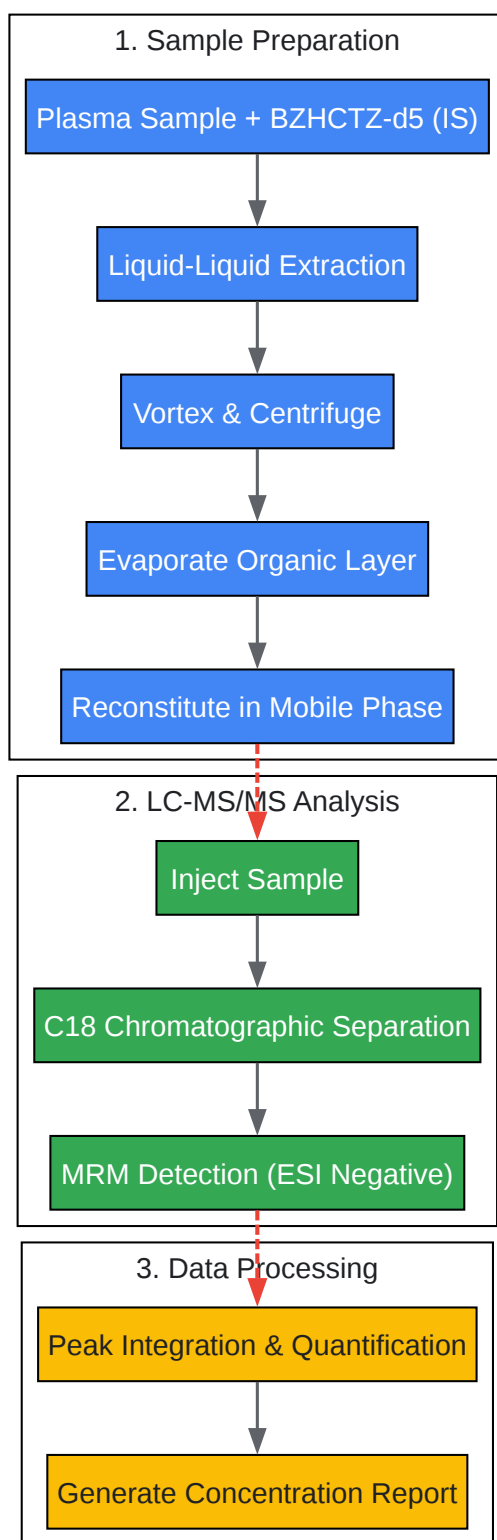 1. Sample Preparation
Plasma Sample + BZHCTZ-d5 (IS)
Liquid-Liquid Extraction
Vortex & Centrifuge
Evaporate Organic Layer
Reconstitute in Mobile Phase
2. LC-MS/MS Analysis
Inject Sample
C18 Chromatographic Separation
MRM Detection (ESI Negative)
3. Data Processing
Peak Integration & Quantification
Generate Concentration Report